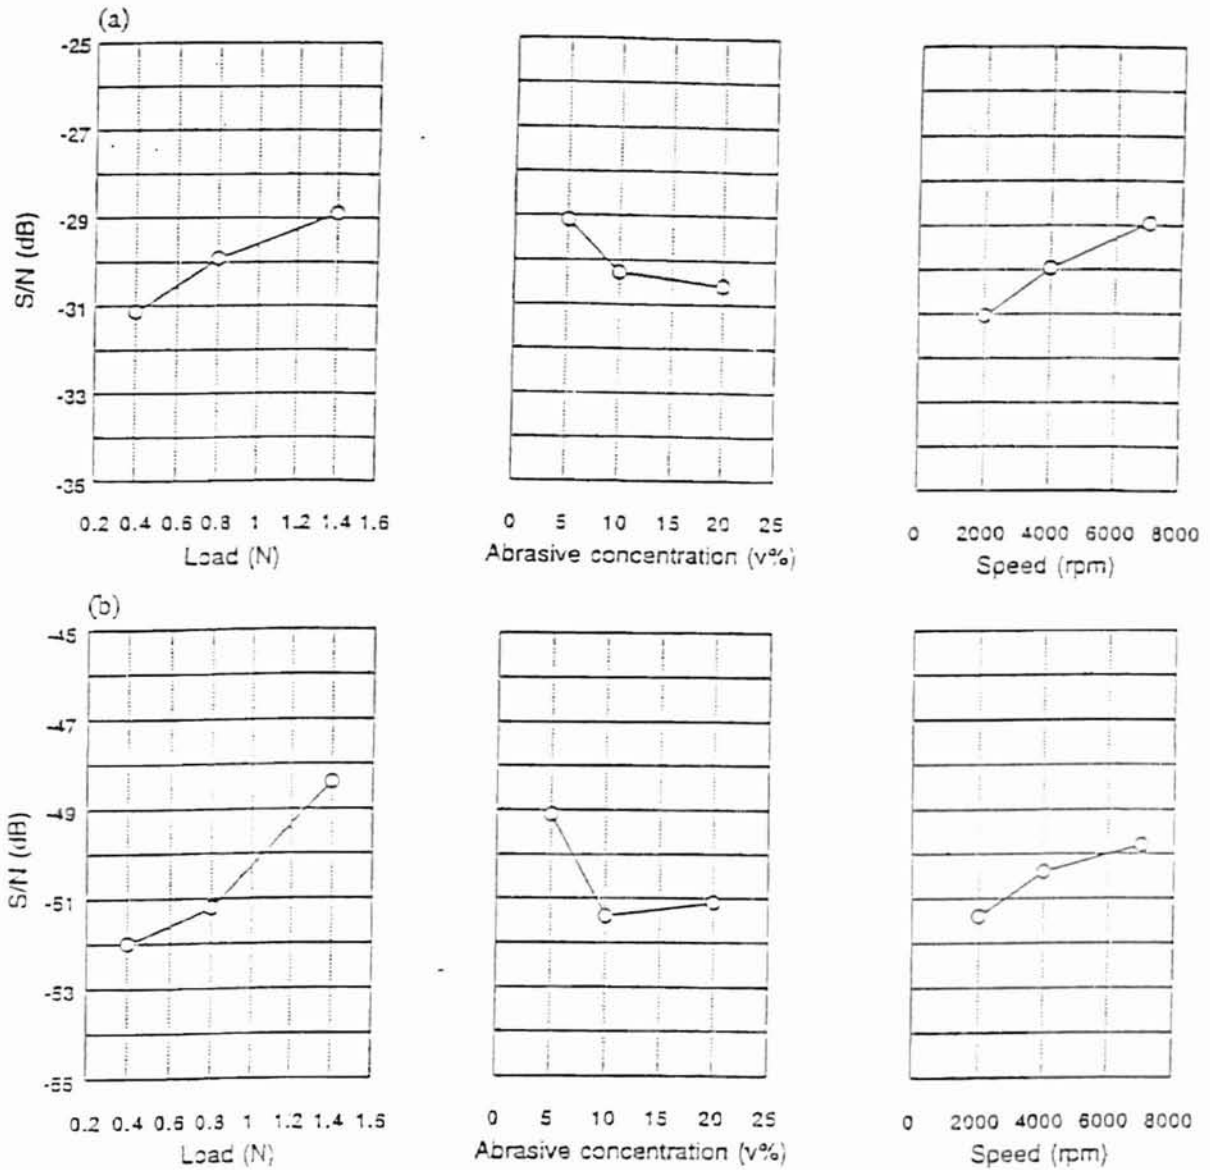 (a)
-25
-27
-29
-31
-33
-35
S/N (dB)
0.2 0.4 0.6 0.8 1 1.2 1.4 1.6
Load (N)
0 5 10 15 20 25
Abrasive concentration (v%)
0 2000 4000 6000 8000
Speed (rpm)
(b)
-45
-47
-49
-51
-53
-55
S/N (dB)
0.2 0.4 0.6 0.8 1 1.2 1.4 1.6
Load (N)
0 5 10 15 20 25
Abrasive concentration (v%)
0 2000 4000 6000 8000
Speed (rpm)